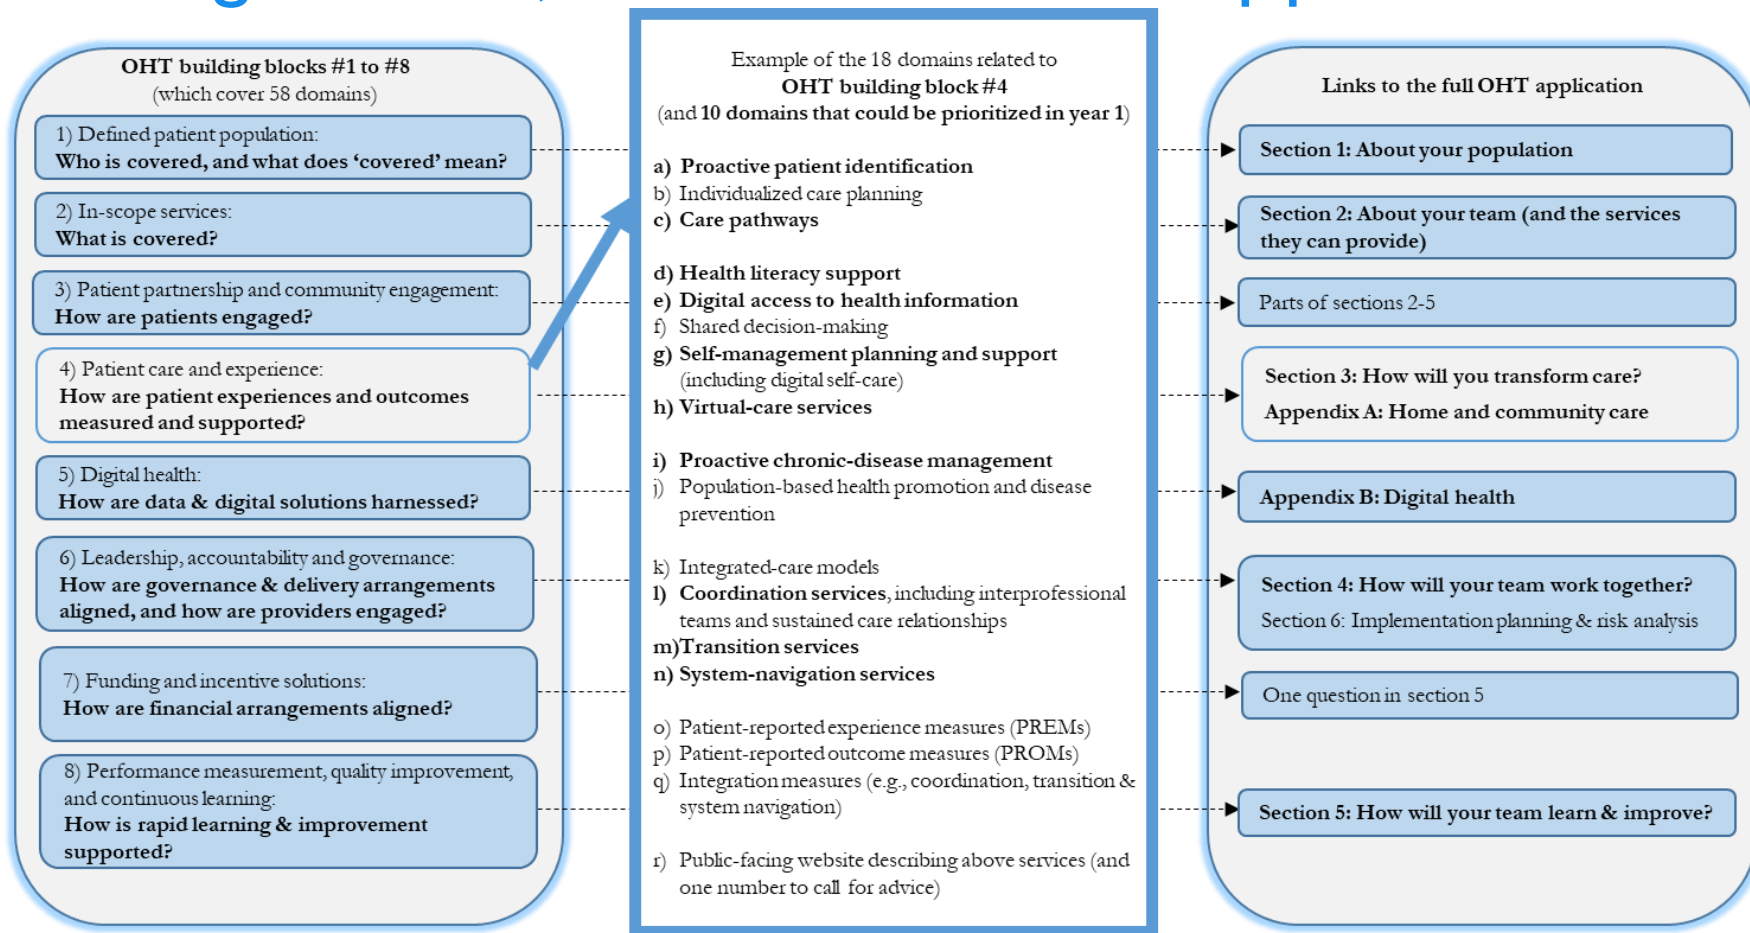 OHT building blocks #1 to #8
(which cover 58 domains)
1) Defined patient population:
Who is covered, and what does ‘covered’ mean?
2) In-scope services:
What is covered?
3) Patient partnership and community engagement:
How are patients engaged?
4) Patient care and experience:
How are patient experiences and outcomes
measured and supported?
5) Digital health:
How are data & digital solutions harnessed?
6) Leadership, accountability and governance:
How are governance & delivery arrangements
aligned, and how are providers engaged?
7) Funding and incentive solutions:
How are financial arrangements aligned?
8) Performance measurement, quality improvement,
and continuous learning:
How is rapid learning & improvement
supported?
Example of the 18 domains related to
OHT building block #4
(and 10 domains that could be prioritized in year 1)
a) Proactive patient identification
b) Individualized care planning
c) Care pathways
d) Health literacy support
e) Digital access to health information
f) Shared decision-making
g) Self-management planning and support
(including digital self-care)
h) Virtual-care services
i) Proactive chronic-disease management
j) Population-based health promotion and disease
prevention
k) Integrated-care models
l) Coordination services, including interprofessional
teams and sustained care relationships
m)Transition services
n) System-navigation services
o) Patient-reported experience measures (PREMs)
p) Patient-reported outcome measures (PROMs)
q) Integration measures (e.g., coordination, transition &
system navigation)
r) Public-facing website describing above services (and
one number to call for advice)
Links to the full OHT application
Section 1: About your population
Section 2: About your team (and the services
they can provide)
Parts of sections 2-5
Section 3: How will you transform care?
Appendix A: Home and community care
Appendix B: Digital health
Section 4: How will your team work together?
Section 6: Implementation planning & risk analysis
One question in section 5
Section 5: How will your team learn & improve?